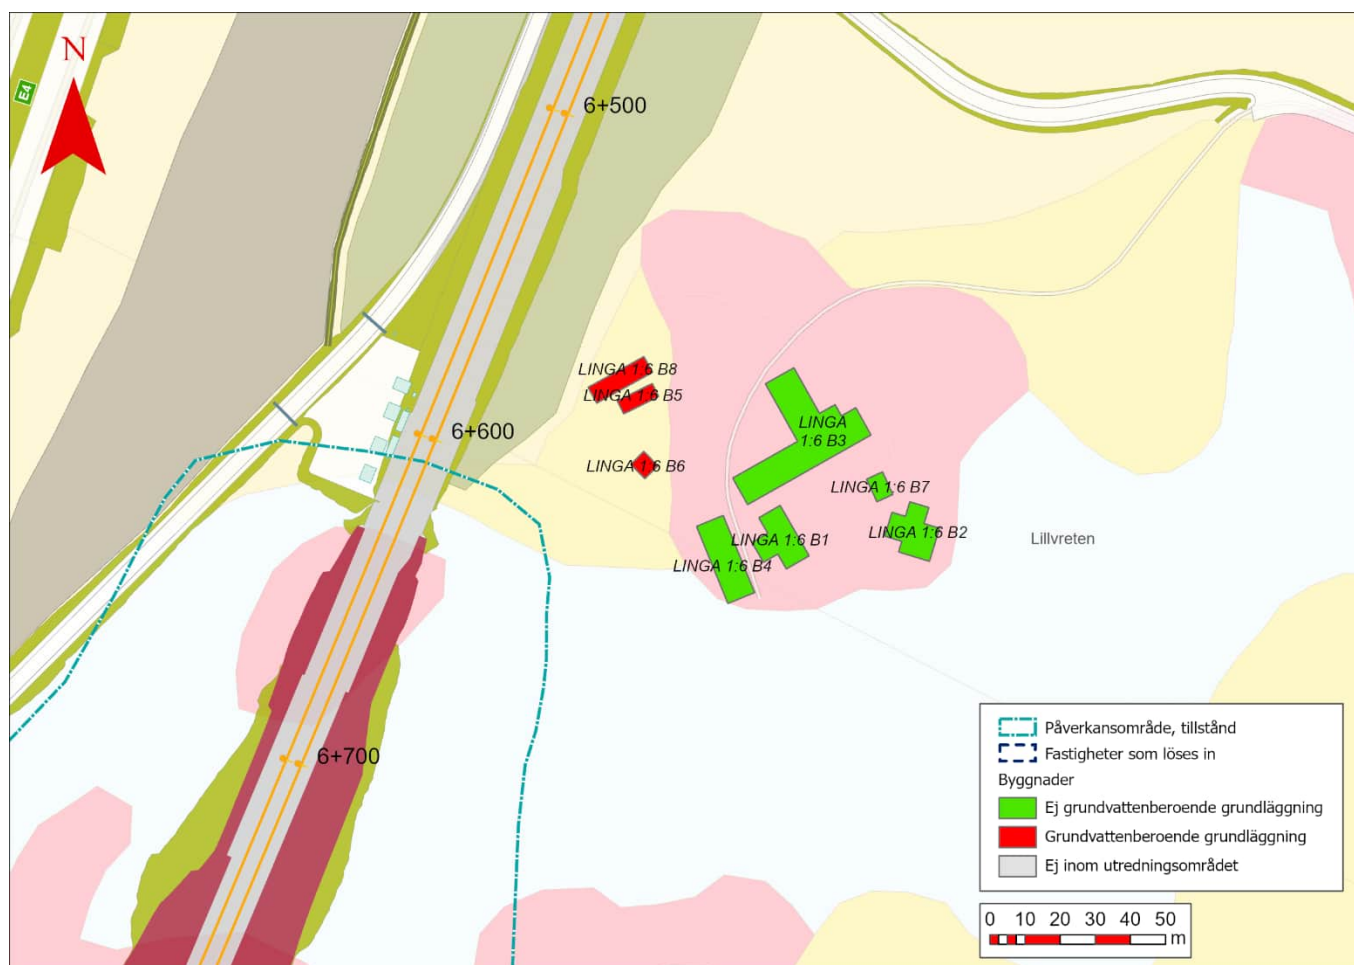 N
E4
6+500
LINGA 1:6 B8
LINGA 1:6 B5
6+600
LINGA
1:6 B3
LINGA 1:6 B6
LINGA 1:6 B7
LINGA 1:6 B1
LINGA 1:6 B2
Lillvreten
LINGA 1:6 B4
6+700
Påverkansområde, tillstånd
Fastigheter som löses in
Byggnader
Ej grundvattenberoende grundläggning
Grundvattenberoende grundläggning
Ej inom utredningsområdet
0 10 20 30 40 50
m